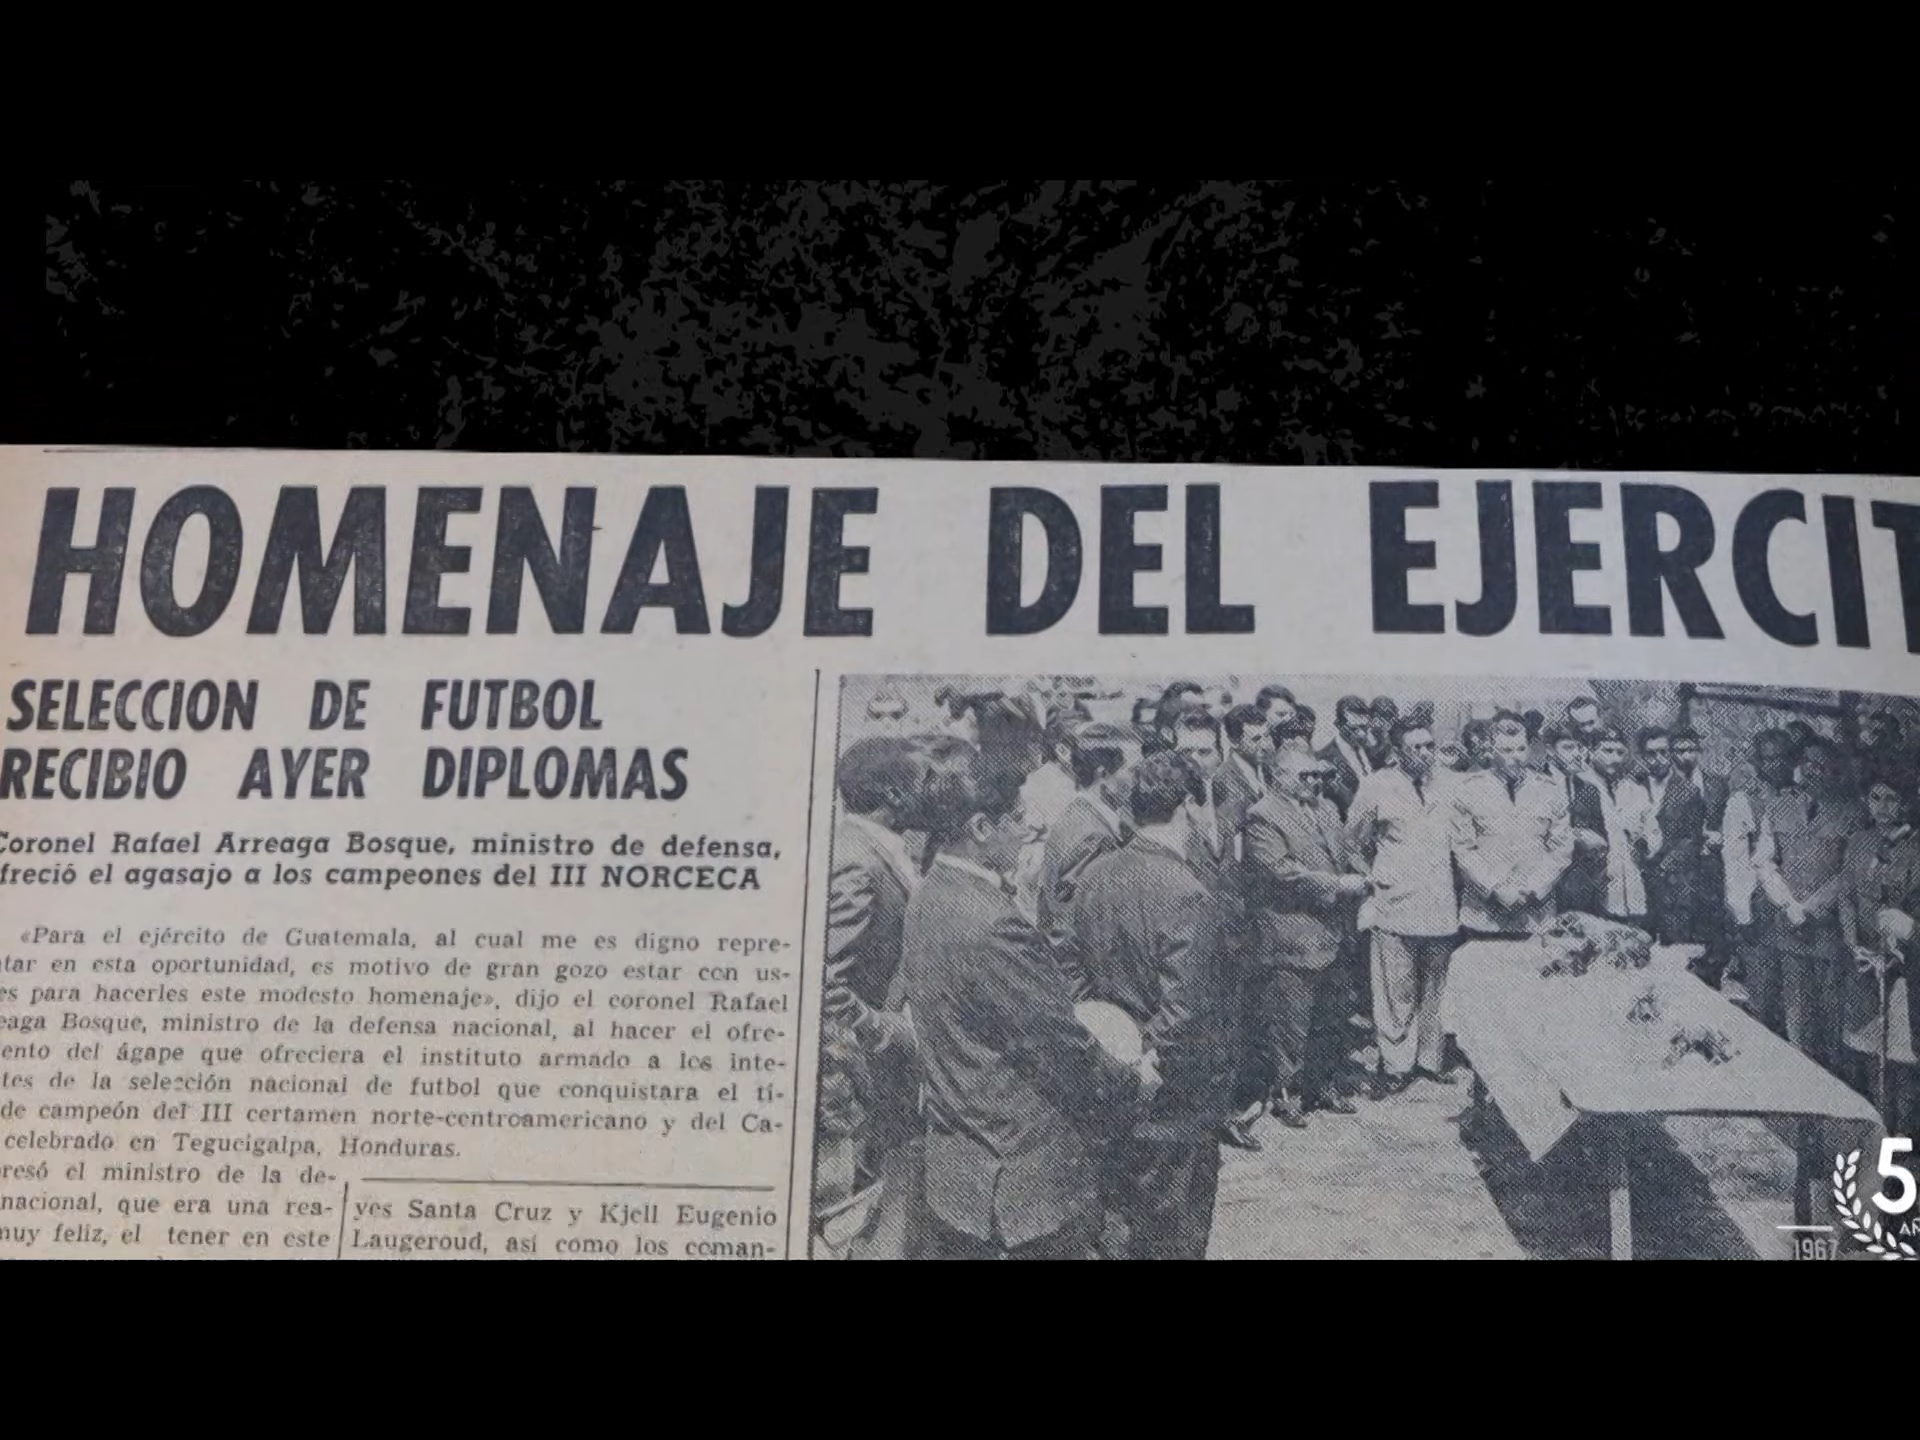 HOMENAJE DEL EJERCIT
SELECCION DE FUTBOL
RECIBIO AYER DIPLOMAS
Coronel Rafael Arreaga Bosque, ministro de defensa,
freció el agasajo a los campeones del III NORCECA
«Para el ejército de Guatemala, al cual me es digno repre-
tar en esta oportunidad, es motivo de gran gozo estar con us-
es para hacerles este modesto homenaje», dijo el coronel Rafael
eaga Bosque, ministro de la defensa nacional, al hacer el ofre-
ento del ágape que ofreciera el instituto armado a los inte-
tes de la selección nacional de futbol que conquistara el tí-
de campeón del III certamen norte-centroamericano y del Ca-
celebrado en Tegucigalpa, Honduras.
resó el ministro de la de-
nacional, que era una rea-
muy feliz, el tener en este
yes Santa Cruz y Kjell Eugenio
Laugeroud, así como los coman-
1967
5
AÑ